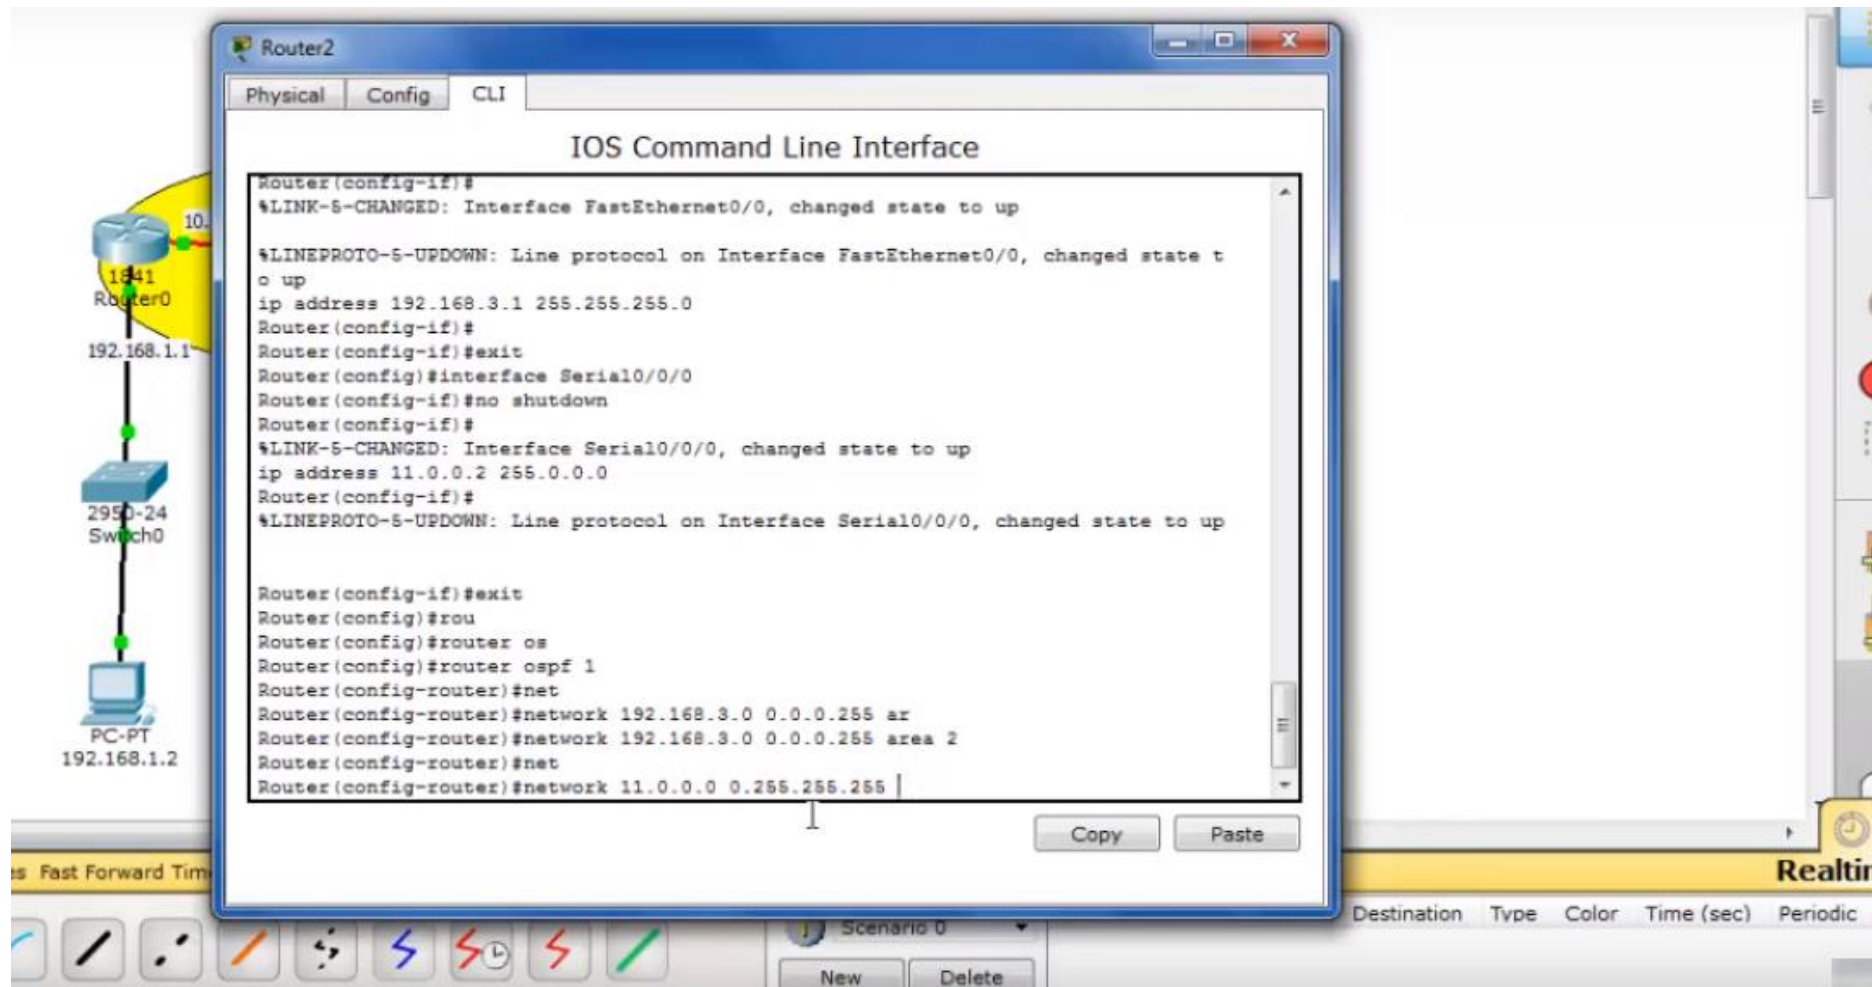 Router2
Physical
Config
CLI
IOS Command Line Interface
Router(config-if)#
%LINK-5-CHANGED: Interface FastEthernet0/0, changed state to up
%LINEPROTO-5-UPDOWN: Line protocol on Interface FastEthernet0/0, changed state t
o up
ip address 192.168.3.1 255.255.255.0
Router(config-if)#
Router(config-if)#exit
Router(config)#interface Serial0/0/0
Router(config-if)#no shutdown
Router(config-if)#
%LINK-5-CHANGED: Interface Serial0/0/0, changed state to up
ip address 11.0.0.2 255.0.0.0
Router(config-if)#
%LINEPROTO-5-UPDOWN: Line protocol on Interface Serial0/0/0, changed state to up
Router(config-if)#exit
Router(config)#rou
Router(config)#router os
Router(config)#router ospf 1
Router(config-router)#net
Router(config-router)#network 192.168.3.0 0.0.0.255 ar
Router(config-router)#network 192.168.3.0 0.0.0.255 area 2
Router(config-router)#net
Router(config-router)#network 11.0.0.0 0.255.255.255
Copy
Paste
10.
1841
Router0
192.168.1.1
2950-24
Switch0
PC-PT
192.168.1.2
es Fast Forward Tim
Realtim
Scenario 0
New
Delete
Destination
Type
Color
Time (sec)
Periodic